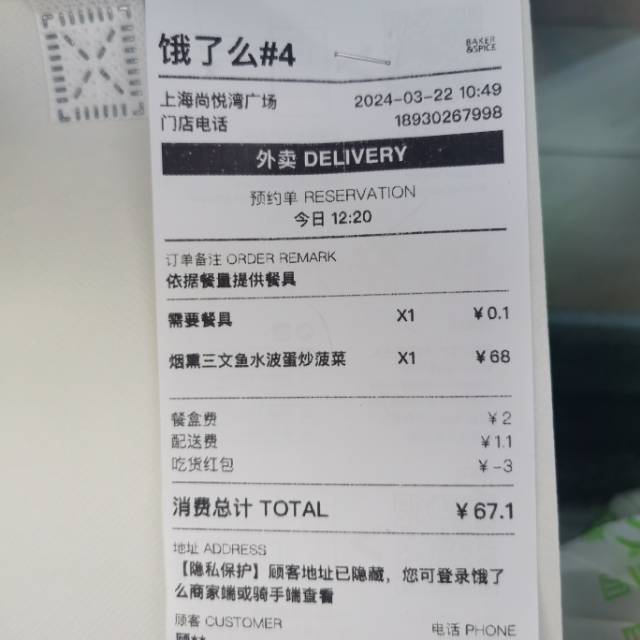 饿了么#4
BAKER
&SPICE
上海尚悦湾广场 2024-03-22 10:49
门店电话 18930267998
外卖 DELIVERY
预约单 RESERVATION
今日 12:20
订单备注 ORDER REMARK
依据餐量提供餐具
需要餐具 X1 ¥0.1
烟熏三文鱼水波蛋炒菠菜 X1 ¥68
餐盒费 ¥2
配送费 ¥1.1
吃货红包 ¥-3
消费总计 TOTAL ¥67.1
地址 ADDRESS
【隐私保护】顾客地址已隐藏，您可登录饿了
么商家端或骑手端查看
顾客 CUSTOMER 电话 PHONE
顾**